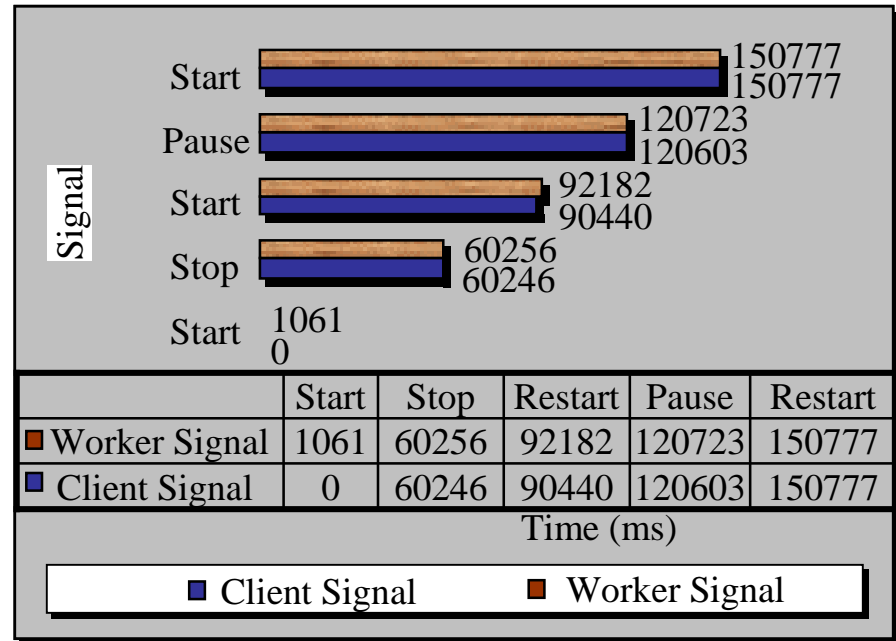 Signal
Start
150777
150777
Pause
120723
120603
Start
92182
90440
Stop
60256
60246
Start
1061
0
Start Stop Restart Pause Restart
Worker Signal 1061 60256 92182 120723 150777
Client Signal 0 60246 90440 120603 150777
Time (ms)
Client Signal Worker Signal